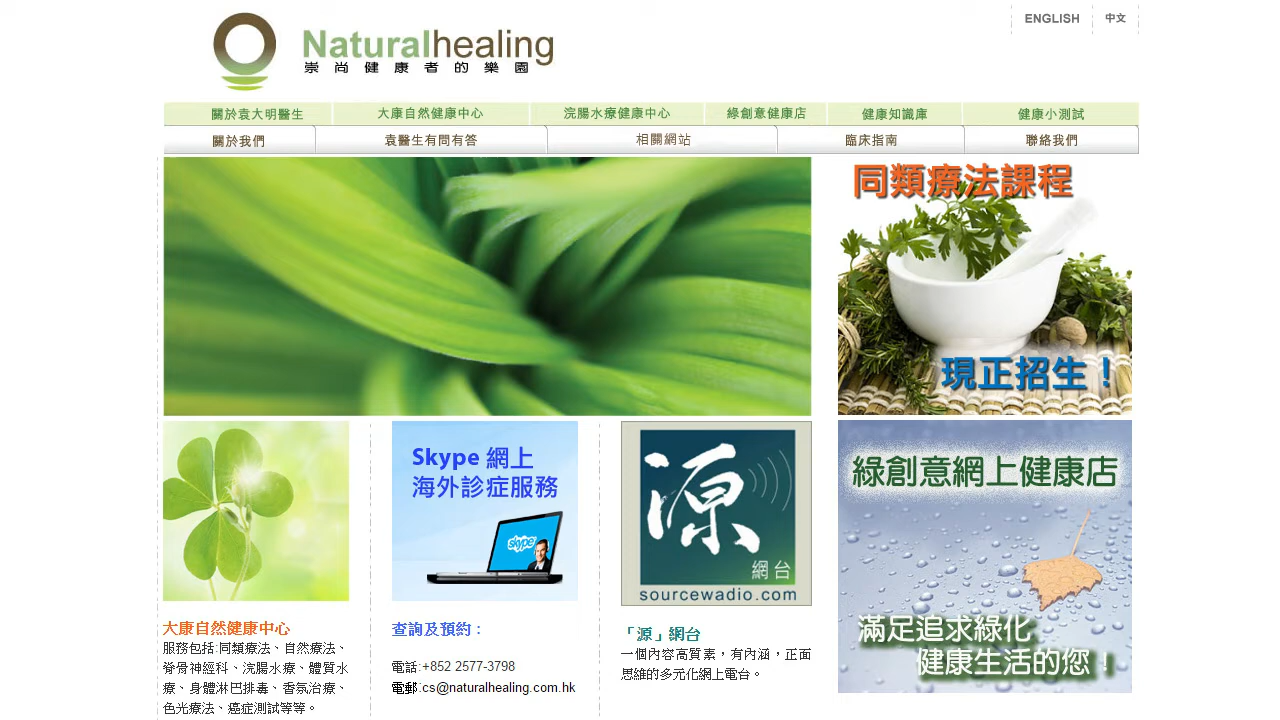 ENGLISH 中文
Naturalhealing
崇尚健康者的樂園
關於袁大明醫生 大康自然健康中心 浣腸水療健康中心 綠創意健康店 健康知識庫 健康小測試
關於我們 袁醫生有問有答 相關網站 臨床指南 聯絡我們
同類療法課程
現正招生！
Skype 網上
海外診症服務
skype
源
網台
sourcewadio.com
綠創意網上健康店
滿足追求綠化
健康生活的您！
大康自然健康中心
服務包括:同類療法、自然療法、
脊骨神經科、浣腸水療、體質水
療、身體淋巴排毒、香氛治療、
色光療法、癌症測試等等。
查詢及預約：
電話:+852 2577-3798
電郵:cs@naturalhealing.com.hk
「源」網台
一個內容高質素，有內涵，正面
思維的多元化網上電台。